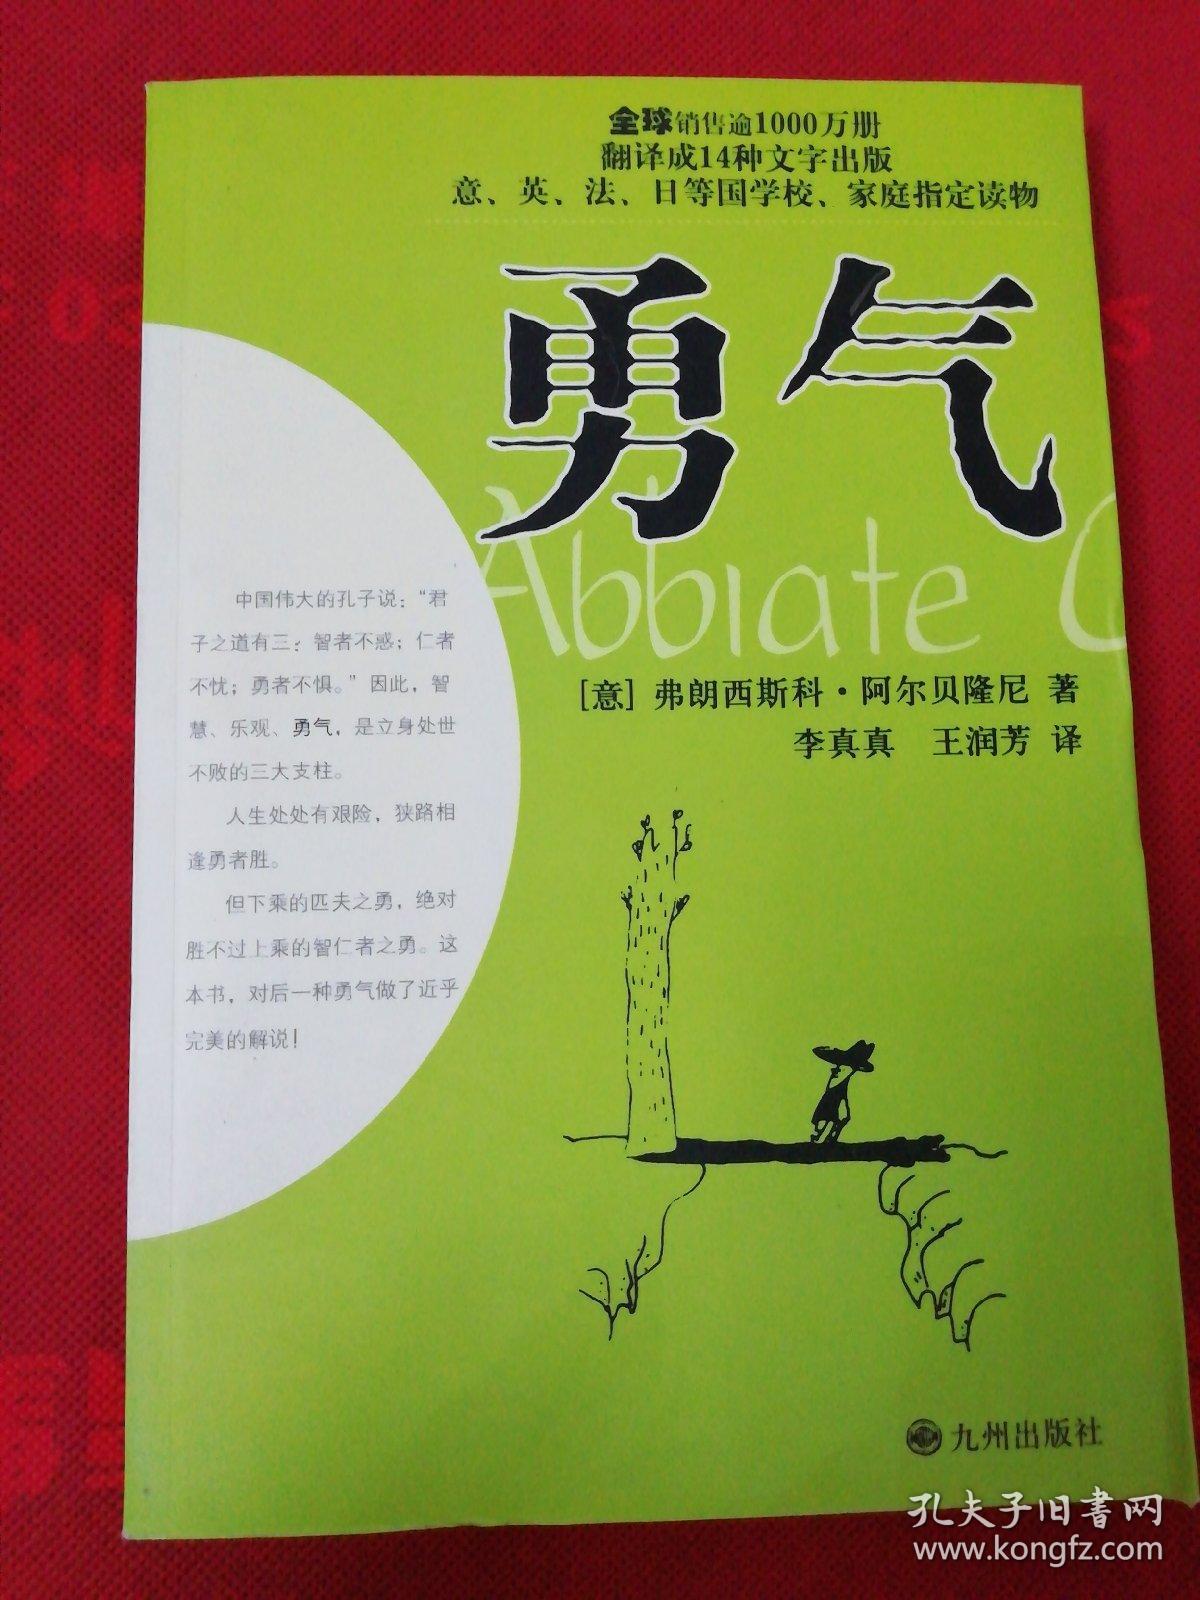 全球销售逾1000万册
翻译成14种文字出版
意、英、法、日等国学校、家庭指定读物
勇气
Abbiate C
[意] 弗朗西斯科·阿尔贝隆尼 著
李真真 王润芳 译
中国伟大的孔子说："君
子之道有三：智者不惑；仁者
不忧；勇者不惧。"因此，智
慧、乐观、勇气，是立身处世
不败的三大支柱。
人生处处有艰险，狭路相
逢勇者胜。
但下乘的匹夫之勇，绝对
胜不过上乘的智仁者之勇。这
本书，对后一种勇气做了近乎
完美的解说！
九州出版社
孔夫子旧书网
www.kongfz.com